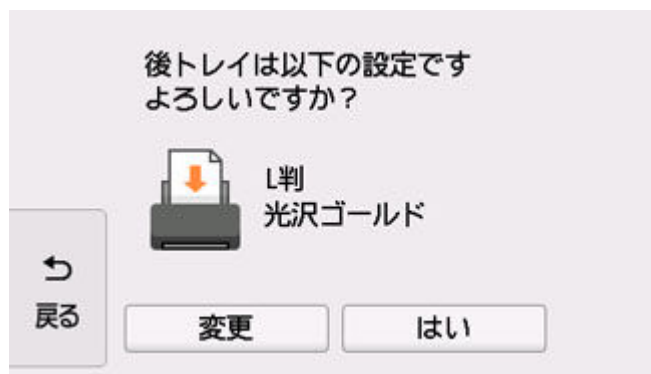 後トレイは以下の設定です
よろしいですか？
L判
光沢ゴールド
戻る
変更
はい